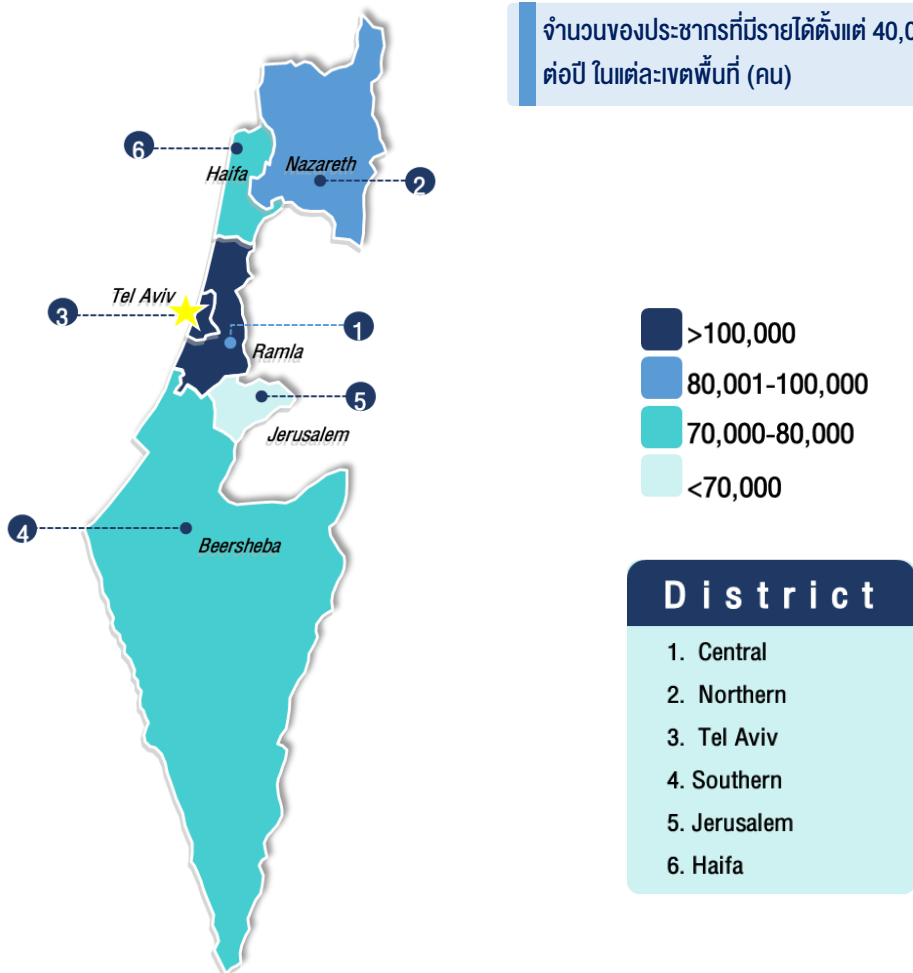 จำนวนของประชากรที่มีรายได้ตั้งแต่ 40,0
ต่อปี ในแต่ละเขตพื้นที่ (คน)
6
Haifa
Nazareth
2
Tel Aviv
3
1
Ramla
5
Jerusalem
4
Beersheba
>100,000
80,001-100,000
70,000-80,000
<70,000
District
1. Central
2. Northern
3. Tel Aviv
4. Southern
5. Jerusalem
6. Haifa